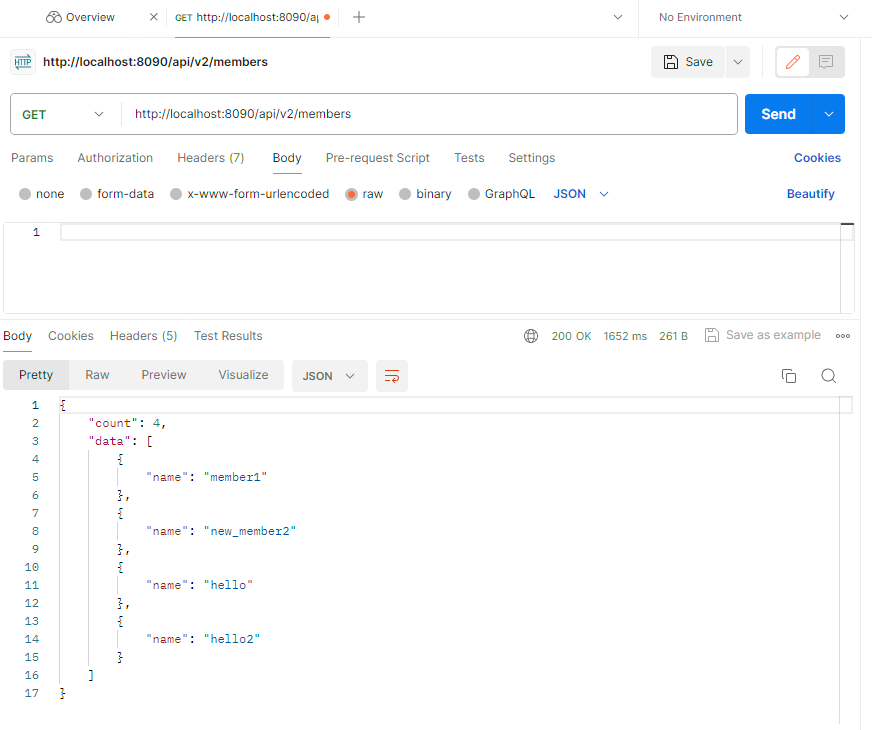 Overview GET http://localhost:8090/a No Environment
HTTP http://localhost:8090/api/v2/members Save
GET http://localhost:8090/api/v2/members Send
Params Authorization Headers (7) Body Pre-request Script Tests Settings Cookies
none form-data x-www-form-urlencoded raw binary GraphQL JSON Beautify
1
Body Cookies Headers (5) Test Results 200 OK 1652 ms 261 B Save as example
Pretty Raw Preview Visualize JSON
1 {
2 "count": 4,
3 "data": [
4 {
5 "name": "member1"
6 },
7 {
8 "name": "new_member2"
9 },
10 {
11 "name": "hello"
12 },
13 {
14 "name": "hello2"
15 }
16 ]
17 }